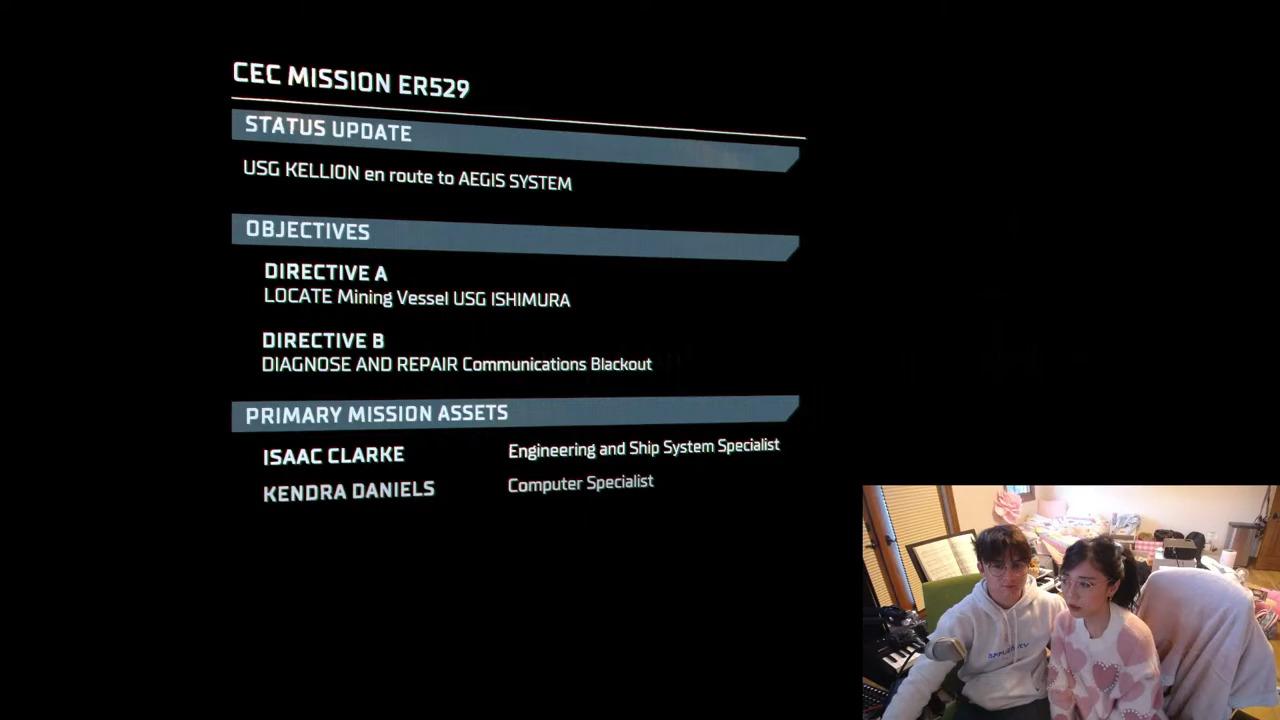 CEC MISSION ER529
STATUS UPDATE
USG KELLION en route to AEGIS SYSTEM
OBJECTIVES
DIRECTIVE A
LOCATE Mining Vessel USG ISHIMURA
DIRECTIVE B
DIAGNOSE AND REPAIR Communications Blackout
PRIMARY MISSION ASSETS
ISAAC CLARKE Engineering and Ship System Specialist
KENDRA DANIELS Computer Specialist